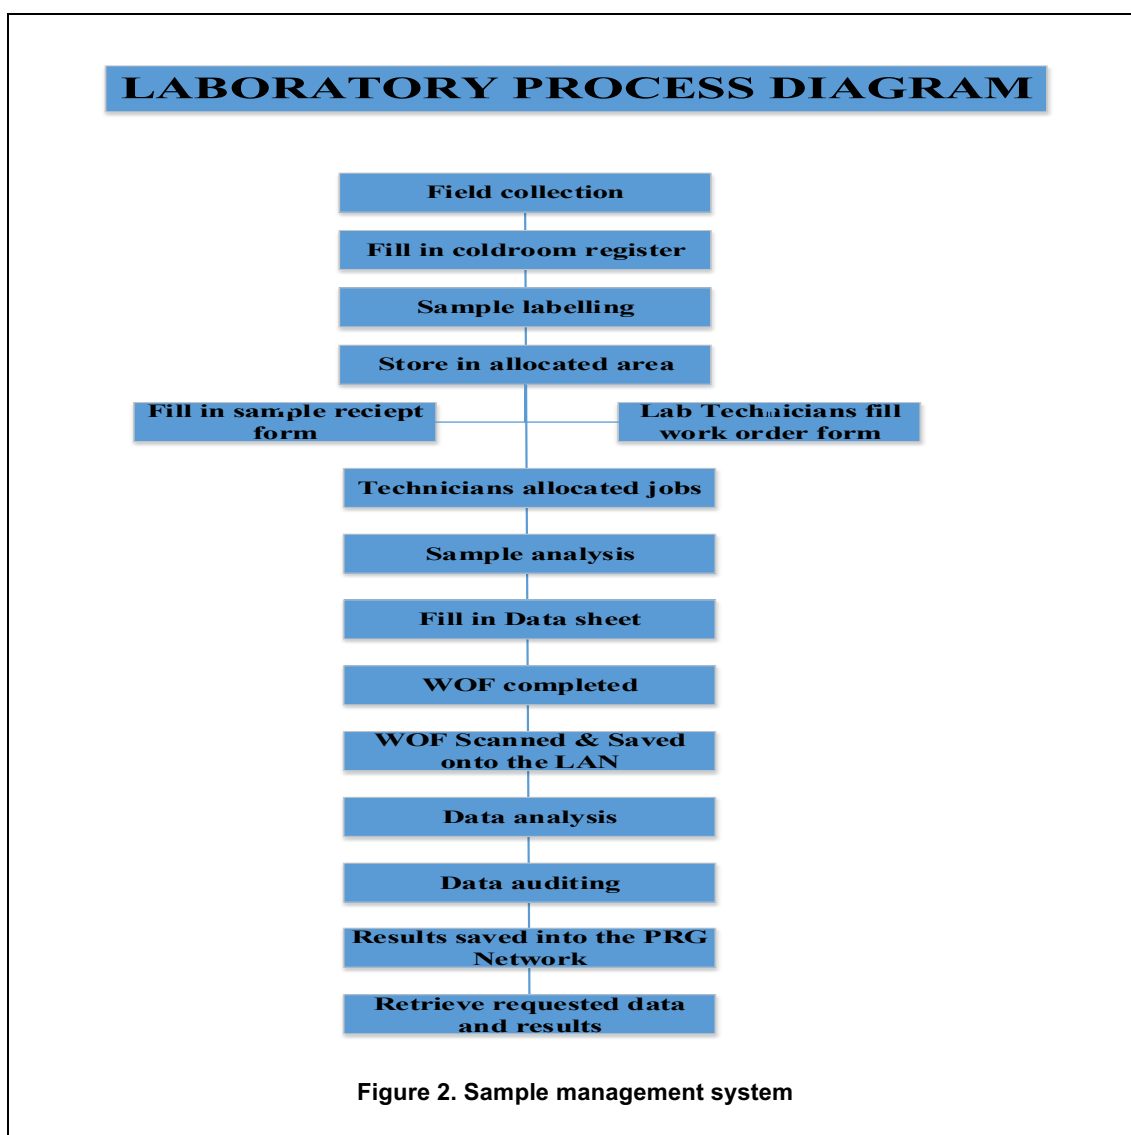 LABORATORY PROCESS DIAGRAM
Field collection
Fill in coldroom register
Sample labelling
Store in allocated area
Fill in sample reciept
form
Lab Technicians fill
work order form
Technicians allocated jobs
Sample analysis
Fill in Data sheet
WOF completed
WOF Scanned & Saved
onto the LAN
Data analysis
Data auditing
Results saved into the PRG
Network
Retrieve requested data
and results
Figure 2. Sample management system